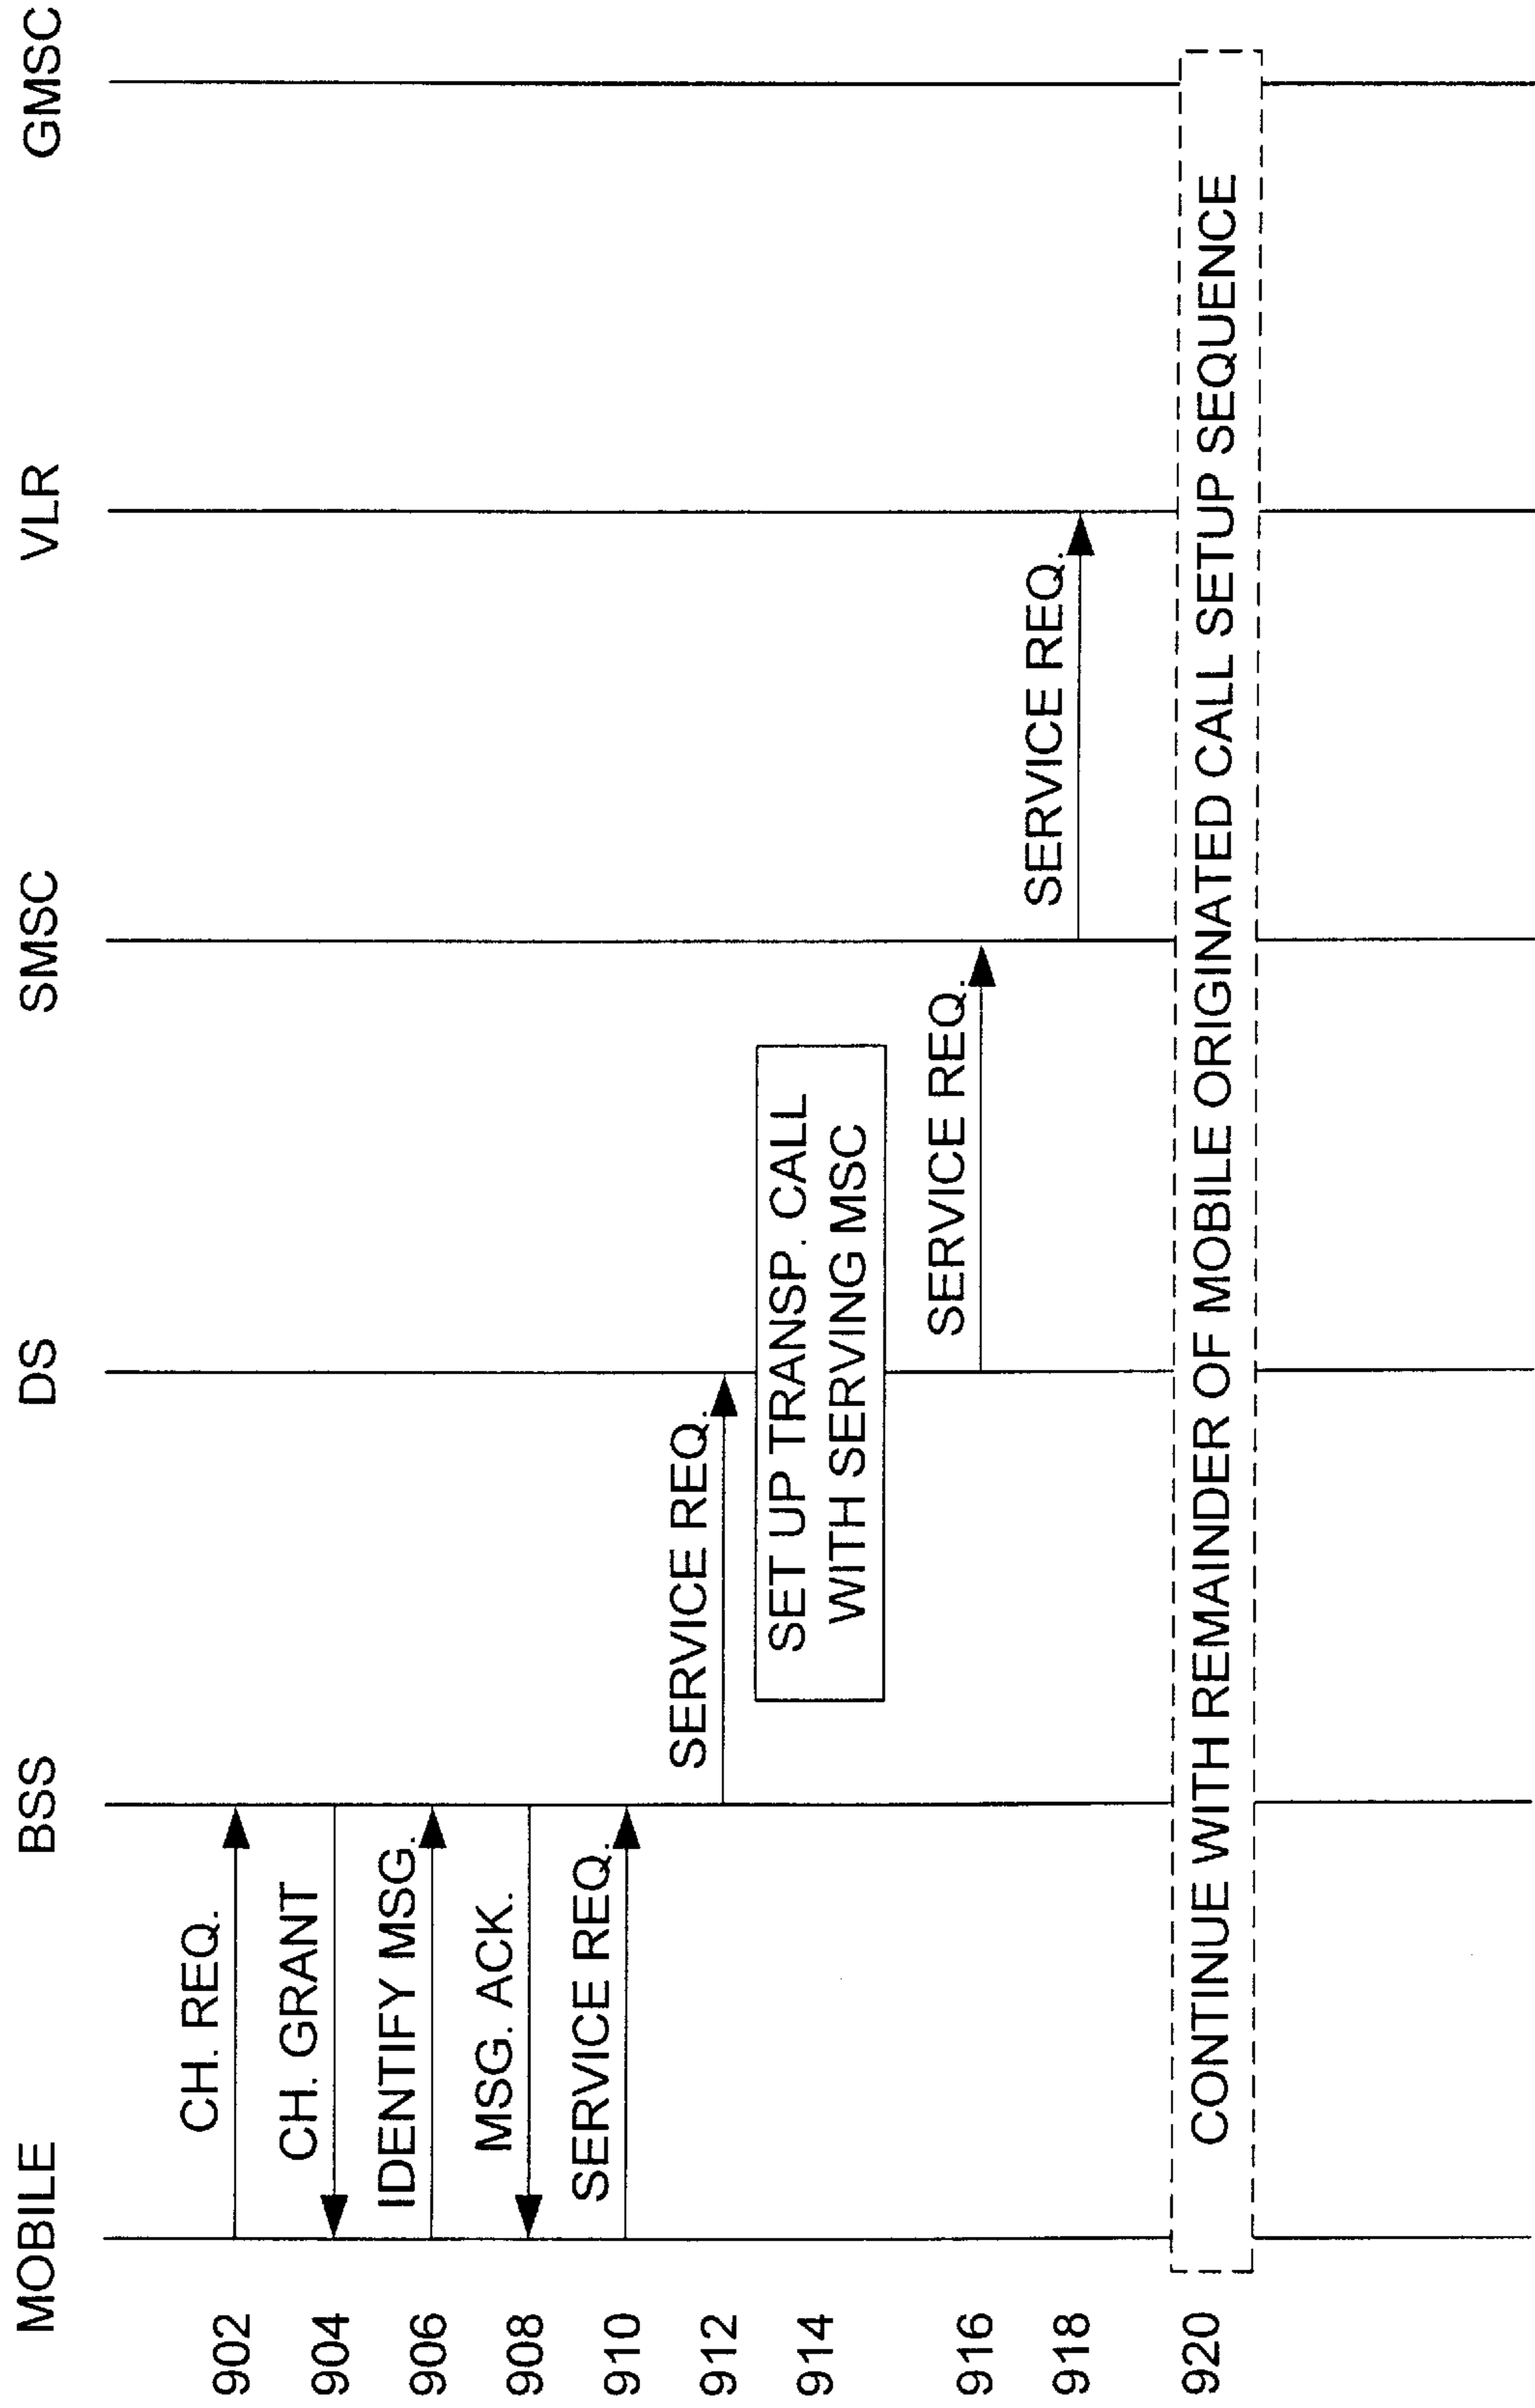 MOBILE BSS DS SMSC VLR GMSC
902 CH. REQ.
904 CH. GRANT
906 IDENTIFY MSG.
908 MSG. ACK.
910 SERVICE REQ.
912 SERVICE REQ.
914 SET UP TRANSP. CALL
WITH SERVING MSC
916 SERVICE REQ.
918 SERVICE REQ.
920 CONTINUE WITH REMAINDER OF MOBILE ORIGINATED CALL SETUP SEQUENCE